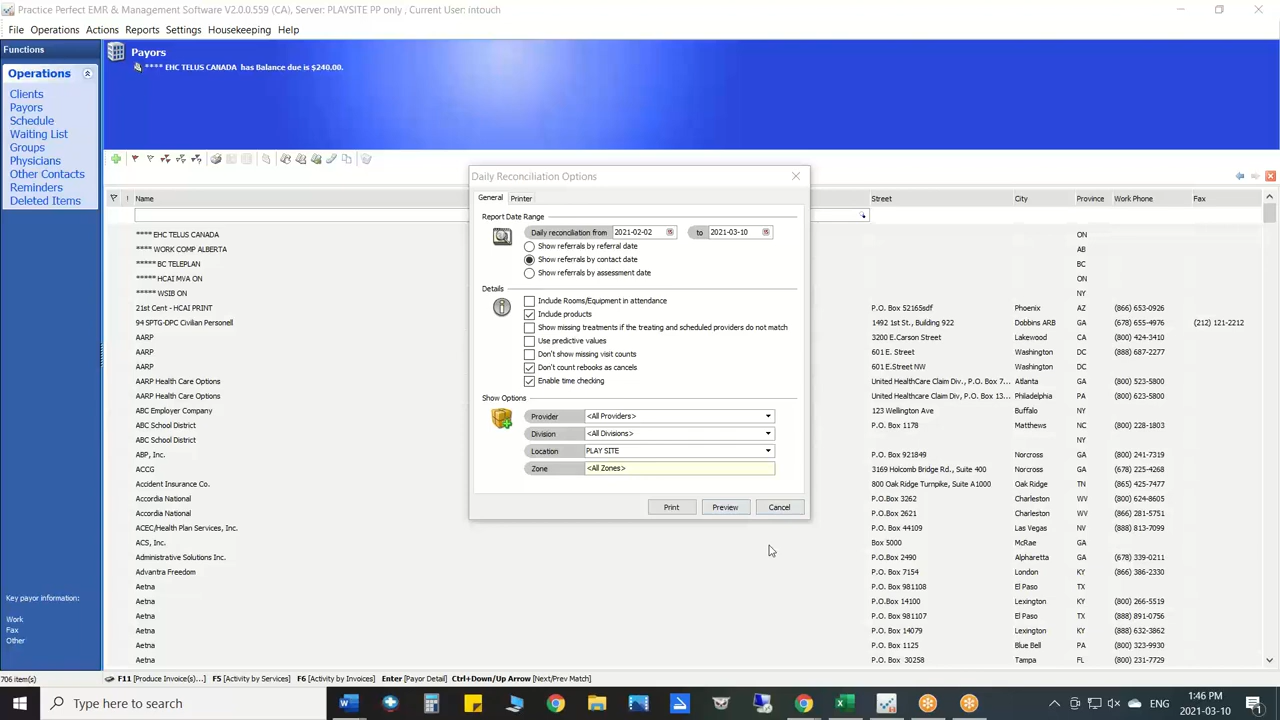 Practice Perfect EMR & Management Software V2.0.0.559 (CA), Server: PLAYSITE PP only , Current User: intouch
File Operations Actions Reports Settings Housekeeping Help
Functions
Operations
Clients
Payors
Schedule
Waiting List
Groups
Physicians
Other Contacts
Reminders
Deleted Items
Key payor information:
Work
Fax
Other
Payors
**** EHC TELUS CANADA has Balance due is $240.00.
! Name Street City Province Work Phone Fax
**** EHC TELUS CANADA ON
**** WORK COMP ALBERTA AB
***** BC TELEPLAN BC
***** HCAI MVA ON ON
***** WSIB ON NY
21st Cent - HCAI PRINT P.O. Box 52165sdf Phoenix AZ (866) 653-0926
94 SPTG-DPC Civilian Personell 1492 1st St., Building 922 Dobbins ARB GA (678) 655-4976 (212) 121-2212
AARP 3200 E.Carson Street Lakewood CA (800) 424-3410
AARP 601 E. Street Washington DC (888) 687-2277
AARP 601 E.Street NW Washington DC
AARP Health Care Options United HealthCare Claim Div., P.O. Box 7... Atlanta GA (800) 523-5800
AARP Health Care Options United Healthcare Claim Div, P.O. Box 13... Philadelphia PA (800) 623-5800
ABC Employer Company 123 Wellington Ave Buffalo NY
ABC School District P.O. Box 1178 Matthews NC (800) 228-1803
ABC School District NY
ABP, Inc. P.O. Box 921849 Norcross GA (800) 241-7319
ACCG 3169 Holcomb Bridge Rd., Suite 400 Norcross GA (678) 225-4268
Accident Insurance Co. 800 Oak Ridge Turnpike, Suite A1000 Oak Ridge TN (865) 425-7477
Accordia National P.O. Box 3262 Charleston WV (800) 624-8605
Accordia National P.O. Box 2621 Charleston WV (866) 281-5751
ACEC/Health Plan Services, Inc. P.O. Box 44109 Las Vegas NV (888) 813-7099
ACS, Inc. Box 5000 McRae GA
Administrative Solutions Inc. P.O.Box 2490 Alpharetta GA (678) 339-0211
Advantra Freedom P.O. Box 7154 London KY (866) 386-2330
Aetna P.O. Box 981108 El Paso TX
Aetna P.O.Box 14100 Lexington KY (800) 266-5519
Aetna P.O. Box 981107 El Paso TX (800) 891-0756
Aetna P.O. Box 14079 Lexington KY (888) 632-3862
Aetna P.O. Box 1125 Blue Bell PA (800) 323-9930
Aetna P.O. Box 30258 Tampa FL (800) 231-7729
Daily Reconciliation Options
General Printer
Report Date Range
Daily reconciliation from 2021-02-02 to 2021-03-10
Show referrals by referral date
Show referrals by contact date
Show referrals by assessment date
Details
Include Rooms/Equipment in attendance
Include products
Show missing treatments if the treating and scheduled providers do not match
Use predictive values
Don't show missing visit counts
Don't count rebooks as cancels
Enable time checking
Show Options
Provider <All Providers>
Division <All Divisions>
Location PLAY SITE
Zone <All Zones>
Print Preview Cancel
706 item(s) F11 [Produce Invoice(s)...] F5 [Activity by Services] F6 [Activity by Invoices] Enter [Payor Detail] Ctrl+Down/Up Arrow [Next/Prev Match]
Type here to search
ENG
1:46 PM
2021-03-10
1